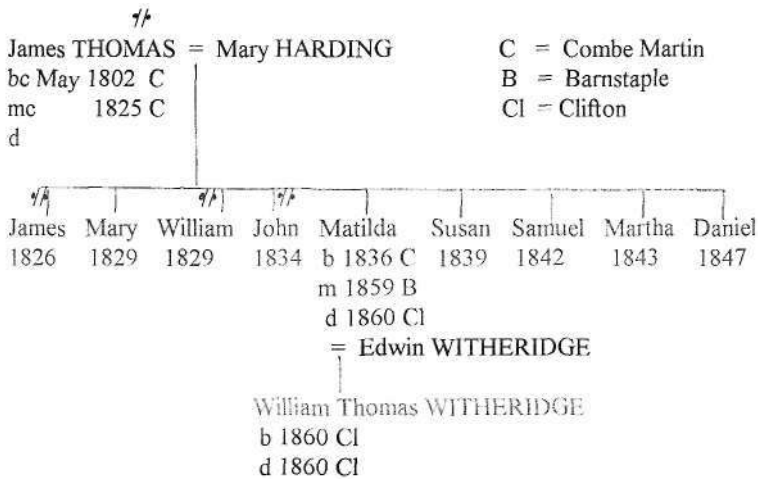 James THOMAS = Mary HARDING
bc May 1802 C
mc 1825 C
d
C = Combe Martin
B = Barnstaple
Cl = Clifton
James Mary William John Matilda Susan Samuel Martha Daniel
1826 1829 1829 1834 b 1836 C 1839 1842 1843 1847
m 1859 B
d 1860 Cl
= Edwin WITHERIDGE
William Thomas WITHERIDGE
b 1860 Cl
d 1860 Cl